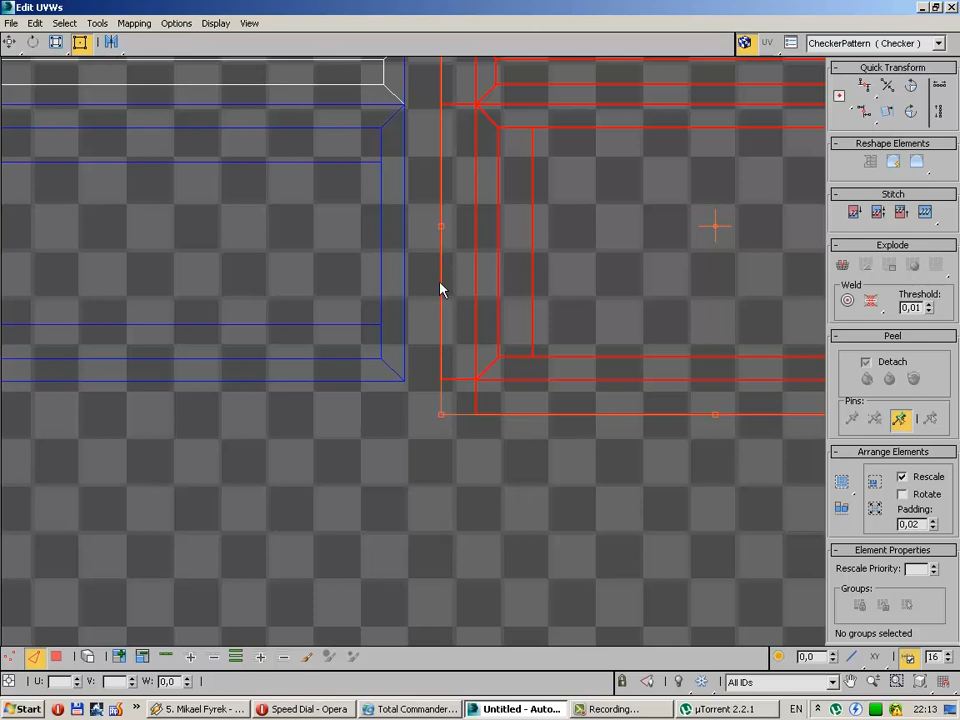 Edit UVWs
File Edit Select Tools Mapping Options Display View
UV CheckerPattern ( Checker )
Quick Transform
Reshape Elements
Stitch
Explode
Weld Threshold:
0,01
Peel
Detach
Pins:
Arrange Elements
Rescale
Rotate
Padding:
0,02
Element Properties
Rescale Priority:
Groups:
No groups selected
0,0 XY 16
U: V: W: 0,0 All IDs
Start 5. Mikael Fyrek - ... Speed Dial - Opera Total Commander... Untitled - Auto... Recording... µTorrent 2.2.1 EN 22:13